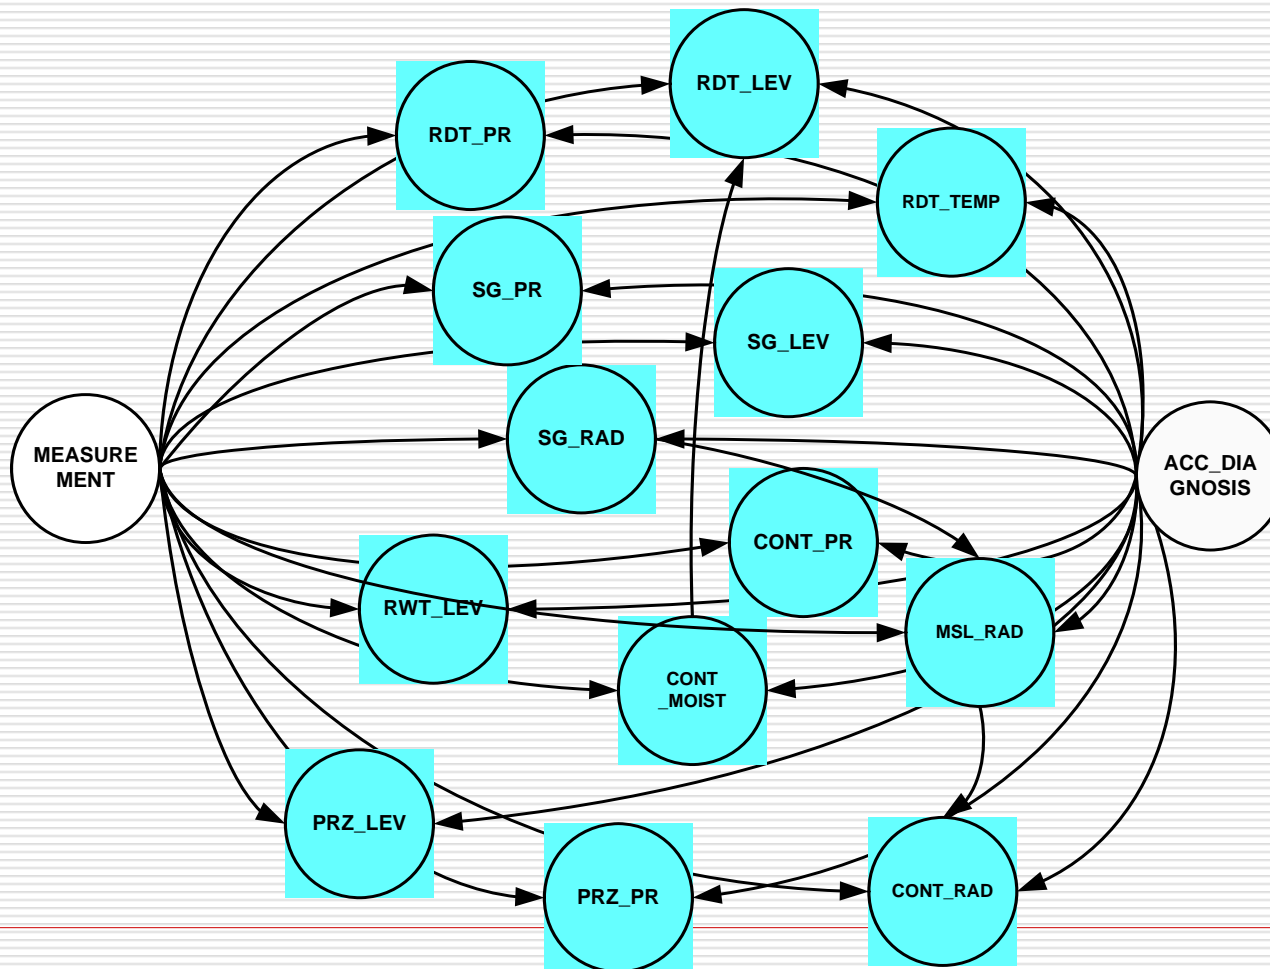 RDT_LEV
RDT_PR
RDT_TEMP
SG_PR
SG_LEV
SG_RAD
MEASURE
MENT
ACC_DIA
GNOSIS
CONT_PR
RWT_LEV
MSL_RAD
CONT
_MOIST
PRZ_LEV
PRZ_PR
CONT_RAD